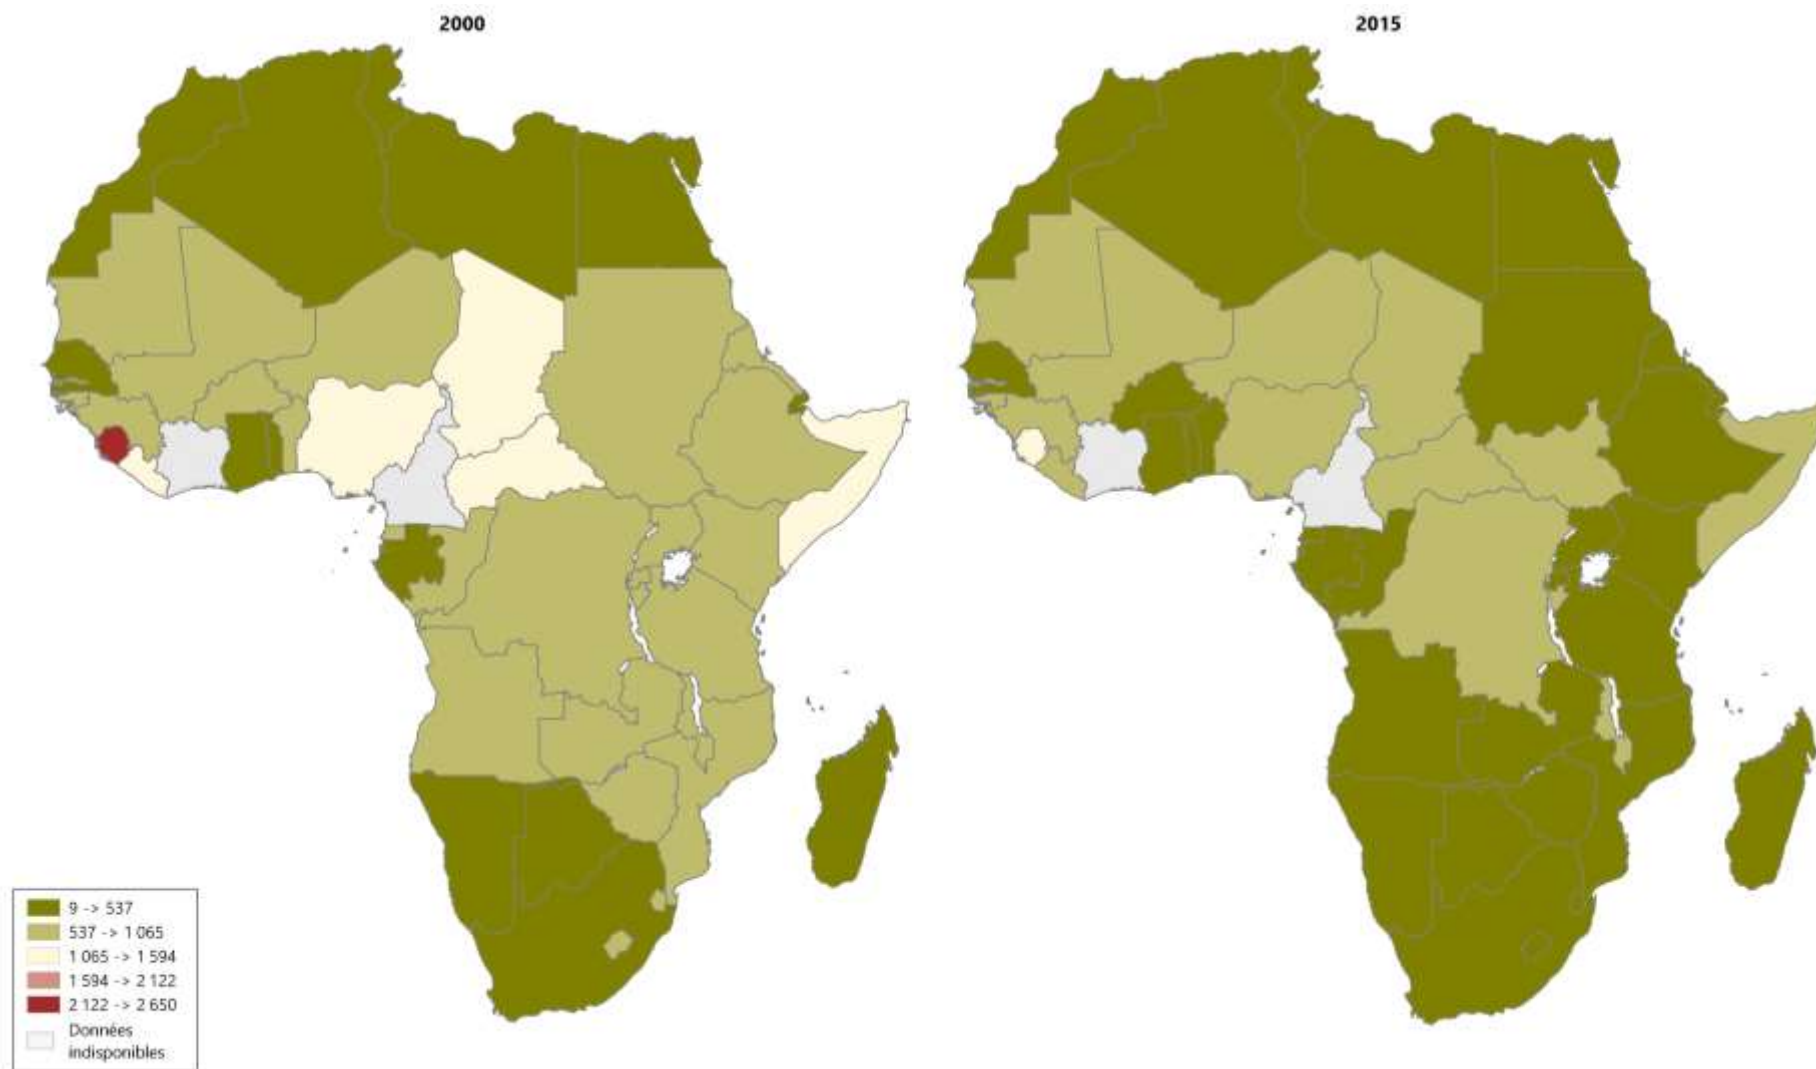 2000
2015
9 -> 537
537 -> 1 065
1 065 -> 1 594
1 594 -> 2 122
2 122 -> 2 650
Données
indisponibles